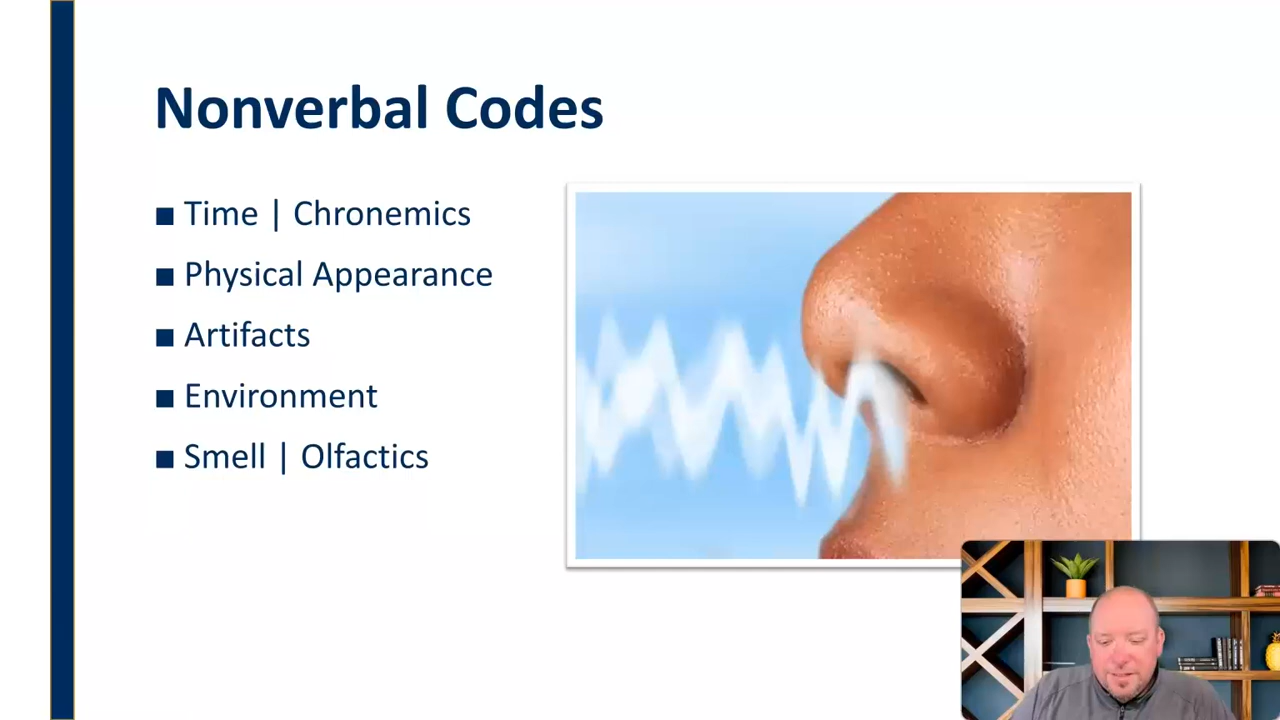 Nonverbal Codes
■ Time | Chronemics
■ Physical Appearance
■ Artifacts
■ Environment
■ Smell | Olfactics